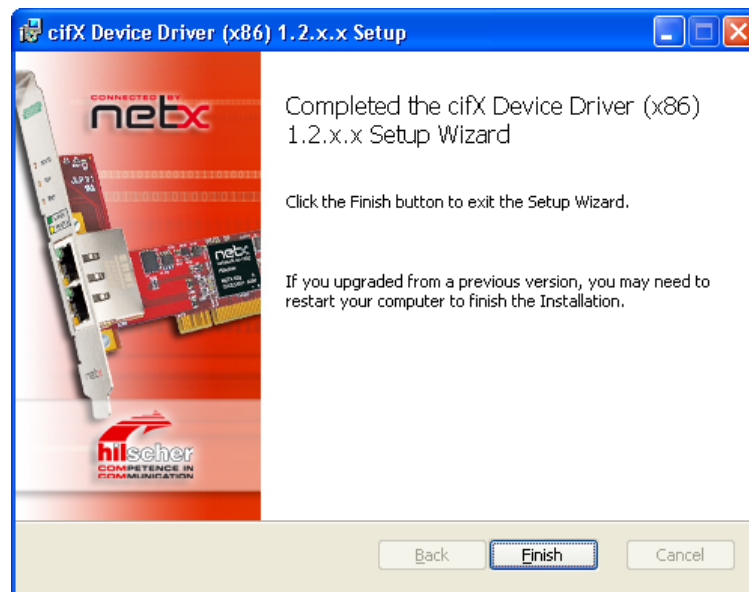 cifX Device Driver (x86) 1.2.x.x Setup
CONNECTED BY
netx
Completed the cifX Device Driver (x86)
1.2.x.x Setup Wizard
Click the Finish button to exit the Setup Wizard.
netx
If you upgraded from a previous version, you may need to
restart your computer to finish the Installation.
netx
hilscher
COMPETENCE IN
COMMUNICATION
Back
Finish
Cancel